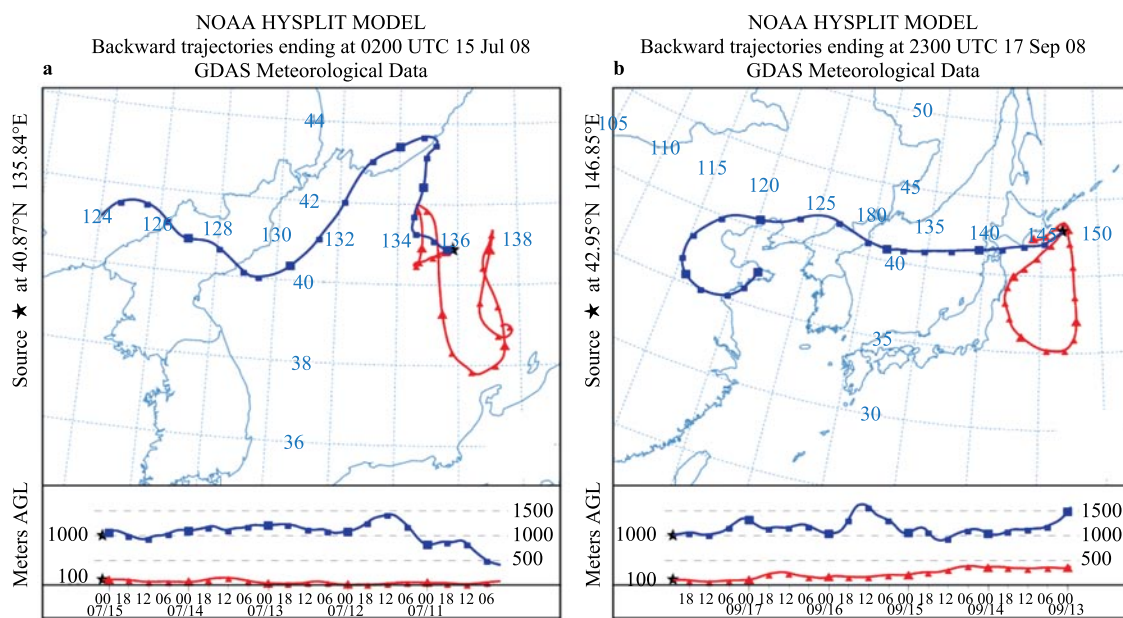 NOAA HYSPLIT MODEL
Backward trajectories ending at 0200 UTC 15 Jul 08
a GDAS Meteorological Data
Source ★ at 40.87°N 135.84°E
44
42
124 126 128 130 132 134 136 138
40
38
36
Meters AGL
1500
1000 1000
500
100
00 18 12 06 00 18 12 06 00 18 12 06 00 18 12 06 00 18 12 06
07/15 07/14 07/13 07/12 07/11
NOAA HYSPLIT MODEL
Backward trajectories ending at 2300 UTC 17 Sep 08
b GDAS Meteorological Data
Source ★ at 42.95°N 146.85°E
50
105
110
115
120
45
125
180
135
140 145 150
40
35
30
Meters AGL
1500
1000 1000
500
100
18 12 06 00 18 12 06 00 18 12 06 00 18 12 06 00 18 12 06 00
09/17 09/16 09/15 09/14 09/13